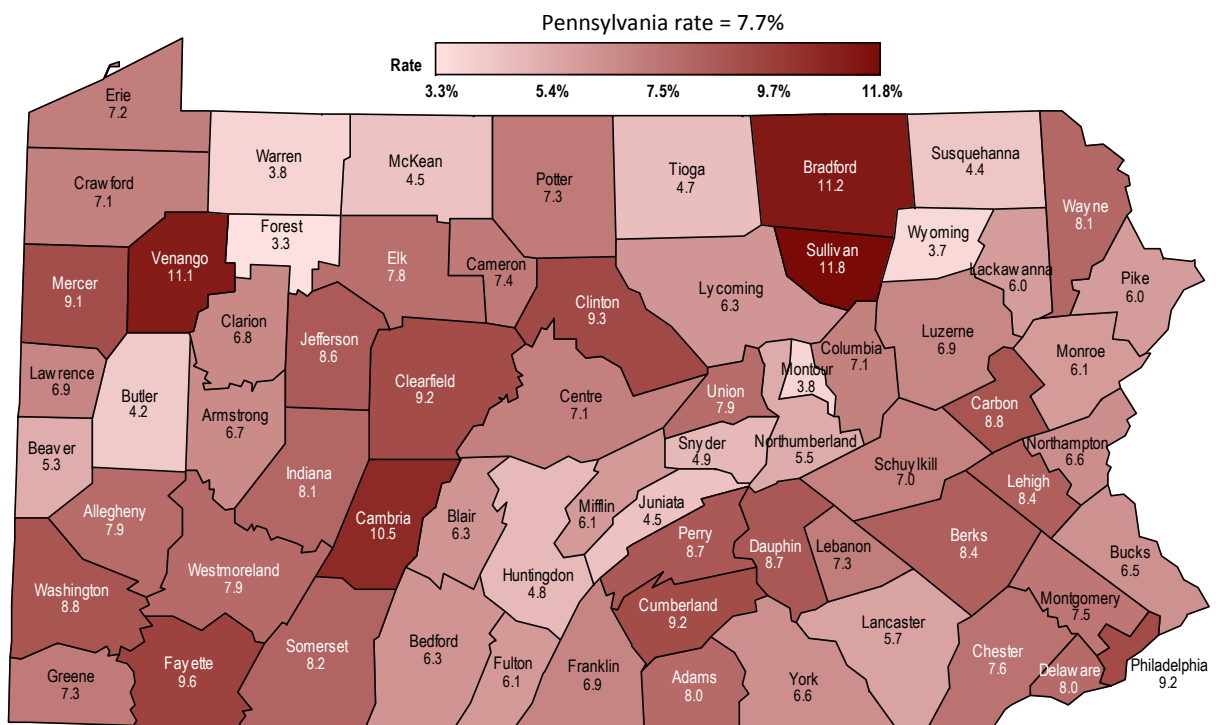 Pennsylvania rate = 7.7%
Rate
3.3% 5.4% 7.5% 9.7% 11.8%
Erie
7.2
Crawford
7.1
Warren
3.8
McKean
4.5
Potter
7.3
Tioga
4.7
Bradford
11.2
Susquehanna
4.4
Wayne
8.1
Forest
3.3
Venango
11.1
Mercer
9.1
Elk
7.8
Cameron
7.4
Clinton
9.3
Lycoming
6.3
Sullivan
11.8
Wyoming
3.7
Lackawanna
6.0
Pike
6.0
Clarion
6.8
Jefferson
8.6
Clearfield
9.2
Centre
7.1
Union
7.9
Montour
3.8
Columbia
7.1
Luzerne
6.9
Monroe
6.1
Carbon
8.8
Lawrence
6.9
Butler
4.2
Armstrong
6.7
Beaver
5.3
Indiana
8.1
Snyder
4.9
Northumberland
5.5
Schuylkill
7.0
Northampton
6.6
Lehigh
8.4
Allegheny
7.9
Cambria
10.5
Blair
6.3
Huntingdon
4.8
Mifflin
6.1
Juniata
4.5
Perry
8.7
Dauphin
8.7
Lebanon
7.3
Berks
8.4
Bucks
6.5
Washington
8.8
Westmoreland
7.9
Cumberland
9.2
Lancaster
5.7
Montgomery
7.5
Greene
7.3
Fayette
9.6
Somerset
8.2
Bedford
6.3
Fulton
6.1
Franklin
6.9
Adams
8.0
York
6.6
Chester
7.6
Delaware
8.0
Philadelphia
9.2